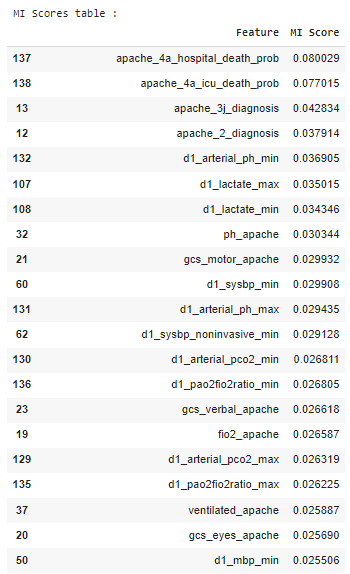 MI Scores table :
Feature MI Score
137 apache_4a_hospital_death_prob 0.080029
138 apache_4a_icu_death_prob 0.077015
13 apache_3j_diagnosis 0.042834
12 apache_2_diagnosis 0.037914
132 d1_arterial_ph_min 0.036905
107 d1_lactate_max 0.035015
108 d1_lactate_min 0.034346
32 ph_apache 0.030344
21 gcs_motor_apache 0.029932
60 d1_sysbp_min 0.029908
131 d1_arterial_ph_max 0.029435
62 d1_sysbp_noninvasive_min 0.029128
130 d1_arterial_pco2_min 0.026811
136 d1_pao2fio2ratio_min 0.026805
23 gcs_verbal_apache 0.026618
19 fio2_apache 0.026587
129 d1_arterial_pco2_max 0.026319
135 d1_pao2fio2ratio_max 0.026225
37 ventilated_apache 0.025887
20 gcs_eyes_apache 0.025690
50 d1_mbp_min 0.025506